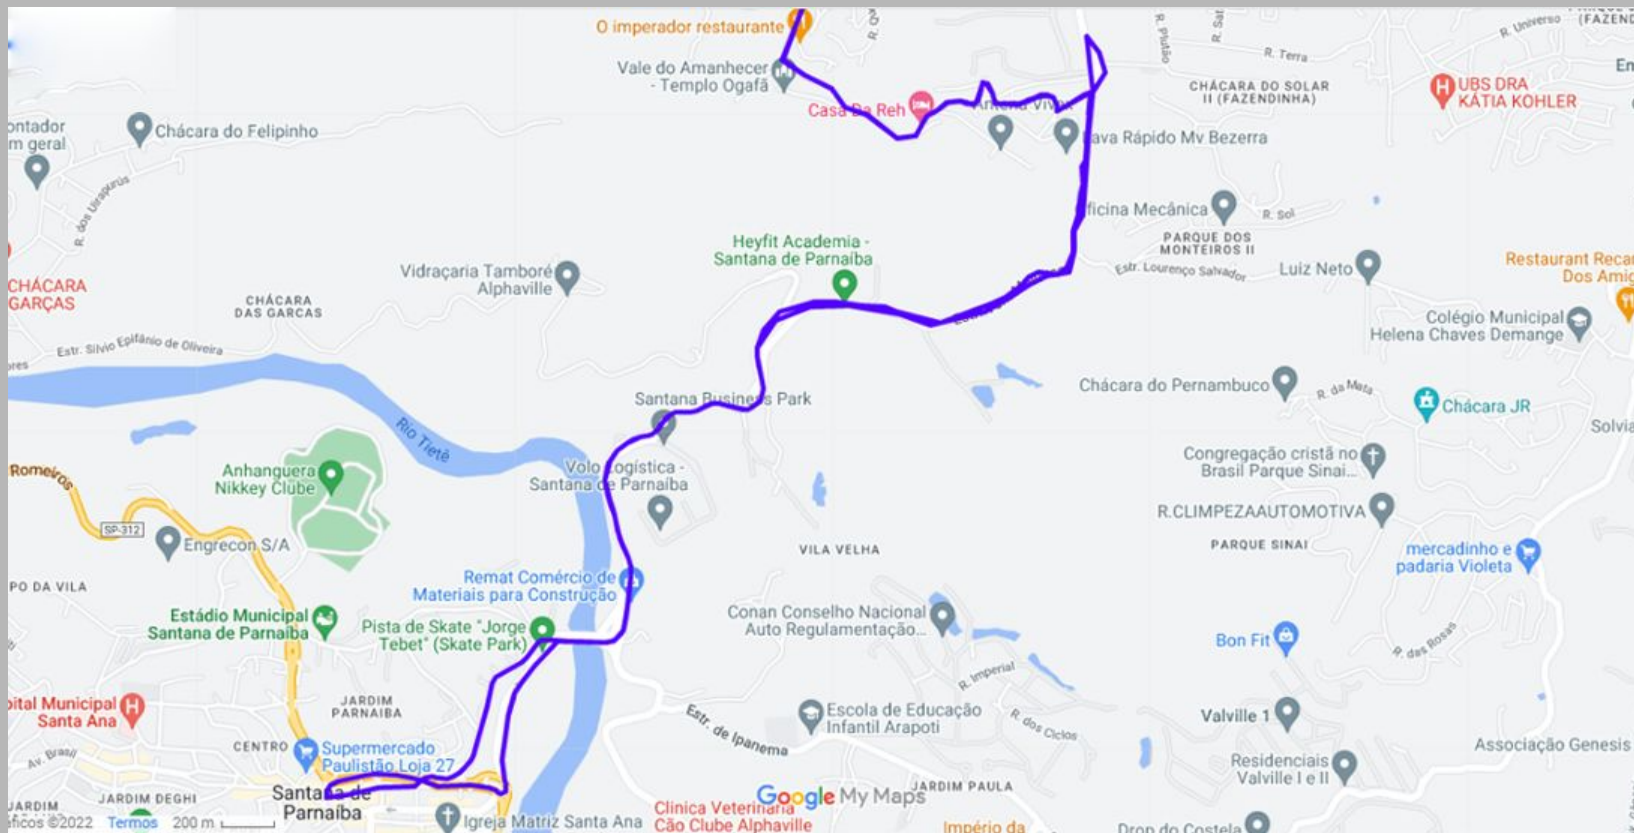 O imperador restaurante
Vale do Amanhecer
- Templo Ogafã
Casa Da Reh
R. Plutão
R. Terra
R. Universo
(FAZEND
CHÁCARA DO SOLAR
II (FAZENDINHA)
UBS DRA
KÁTIA KOHLER
ontador
m geral
Chácara do Felipinho
R. dos Uirapurús
Lava Rápido Mv Bezerra
Oficina Mecânica
R. Sol
PARQUE DOS
MONTEIROS II
Estr. Lourenço Salvador
Luiz Neto
Restaurant Reca
Dos Amig
Heyfit Academia -
Santana de Parnaíba
Vidraçaria Tamboré
Alphaville
CHÁCARA
GARÇAS
CHÁCARA
DAS GARCAS
Estr. Silvio Epifânio de Oliveira
ores
Colégio Municipal
Helena Chaves Demange
Chácara do Pernambuco
R. da Mata
Chácara JR
Solvia
Santana Business Park
Rio Tietê
Volo Logística -
Santana de Parnaíba
Anhanguera
Nikkey Clube
Romeiros
SP-312
Engrecon S/A
Congregação cristã no
Brasil Parque Sinai...
R.CLIMPEZAAUTOMOTIVA
PARQUE SINAI
mercadinho e
padaria Violeta
VILA VELHA
PO DA VILA
Remat Comércio de
Materiais para Construção
Estádio Municipal
Santana de Parnaíba
Pista de Skate "Jorge
Tebet" (Skate Park)
Conan Conselho Nacional
Auto Regulamentação...
Bon Fit
R. das Rosas
R. Imperial
R. dos Ciclos
Estr. de Ipanema
Escola de Educação
Infantil Arapoti
Valville 1
Associação Genesis
Residenciais
Valville I e II
pital Municipal
Santa Ana
JARDIM
PARNAIBA
CENTRO
Supermercado
Paulistão Loja 27
Av. Brasil
JARDIM DEGHI
JARDIM
Santana de
Parnaíba
Igreja Matriz Santa Ana
Clinica Veterinária
Cão Clube Alphaville
Google My Maps
JARDIM PAULA
Império da
Drop do Costela
áficos ©2022 Termos 200 m